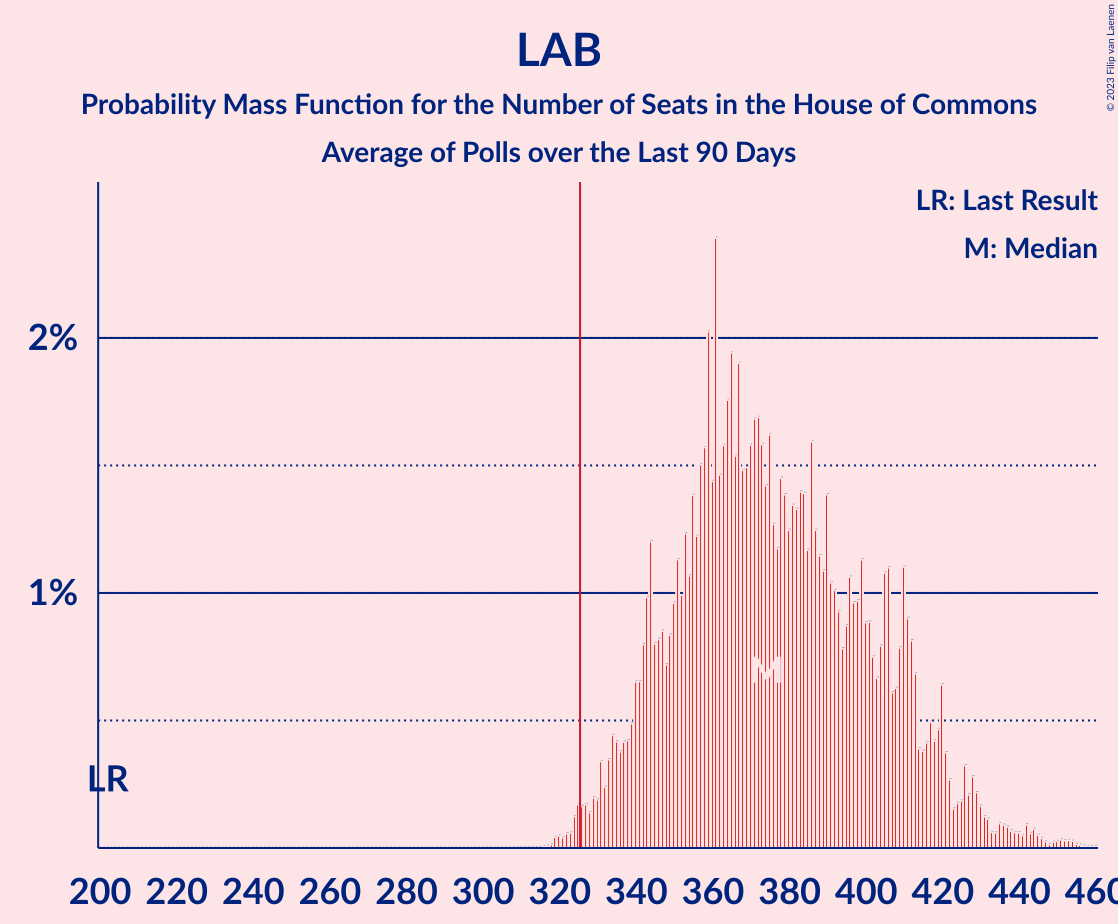 LAB
Probability Mass Function for the Number of Seats in the House of Commons
Average of Polls over the Last 90 Days
© 2023 Filip van Laenen
LR: Last Result
M: Median
2%
1%
M
LR
200 220 240 260 280 300 320 340 360 380 400 420 440 460